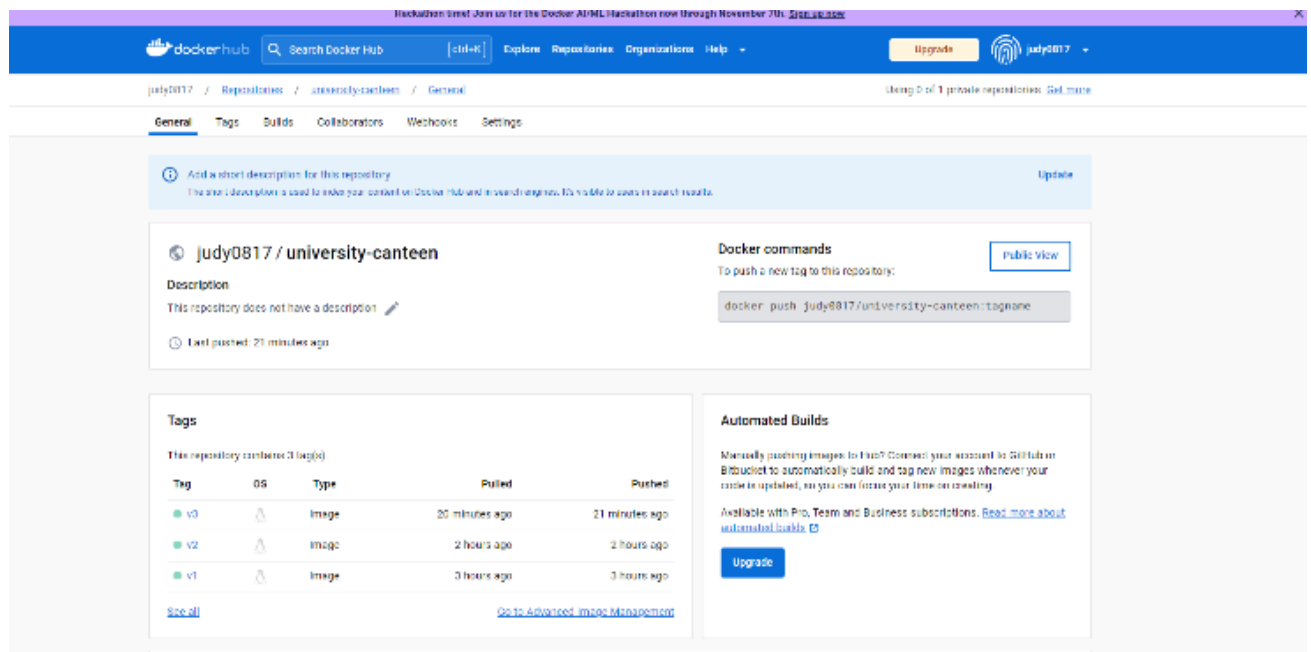 Hackathon time! Join us for the Docker AI/ML Hackathon now through November 7th. Sign up now
dockerhub Search Docker Hub [ctrl+K] Explore Repositories Organizations Help Upgrade judy0817
judy0817 / Repositories / university-canteen / General Using 0 of 1 private repositories. Get more
General Tags Builds Collaborators Webhooks Settings
Add a short description for this repository Update
The short description is used to index your content on Docker Hub and in search engines. It's visible to users in search results.
judy0817 / university-canteen
Description
This repository does not have a description
Last pushed: 21 minutes ago
Docker commands Public View
To push a new tag to this repository:
docker push judy0817/university-canteen:tagname
Tags
This repository contains 3 tag(s)
Tag OS Type Pulled Pushed
v3 Image 20 minutes ago 21 minutes ago
v2 Image 2 hours ago 2 hours ago
v1 Image 3 hours ago 3 hours ago
See all Go to Advanced Image Management
Automated Builds
Manually pushing images to Hub? Connect your account to GitHub or
Bitbucket to automatically build and tag new images whenever your
code is updated, so you can focus your time on creating.
Available with Pro, Team and Business subscriptions. Read more about
automated builds
Upgrade